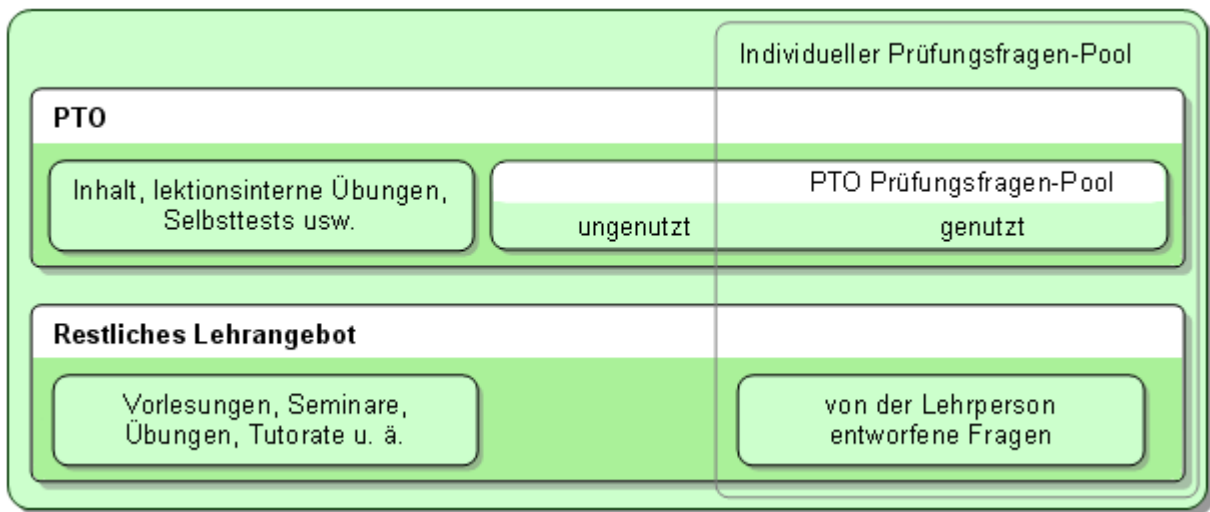 Individueller Prüfungsfragen-Pool
PTO
Inhalt, lektionsinterne Übungen,
Selbsttests usw.
PTO Prüfungsfragen-Pool
ungenutzt
genutzt
Restliches Lehrangebot
Vorlesungen, Seminare,
Übungen, Tutorate u. ä.
von der Lehrperson
entworfene Fragen